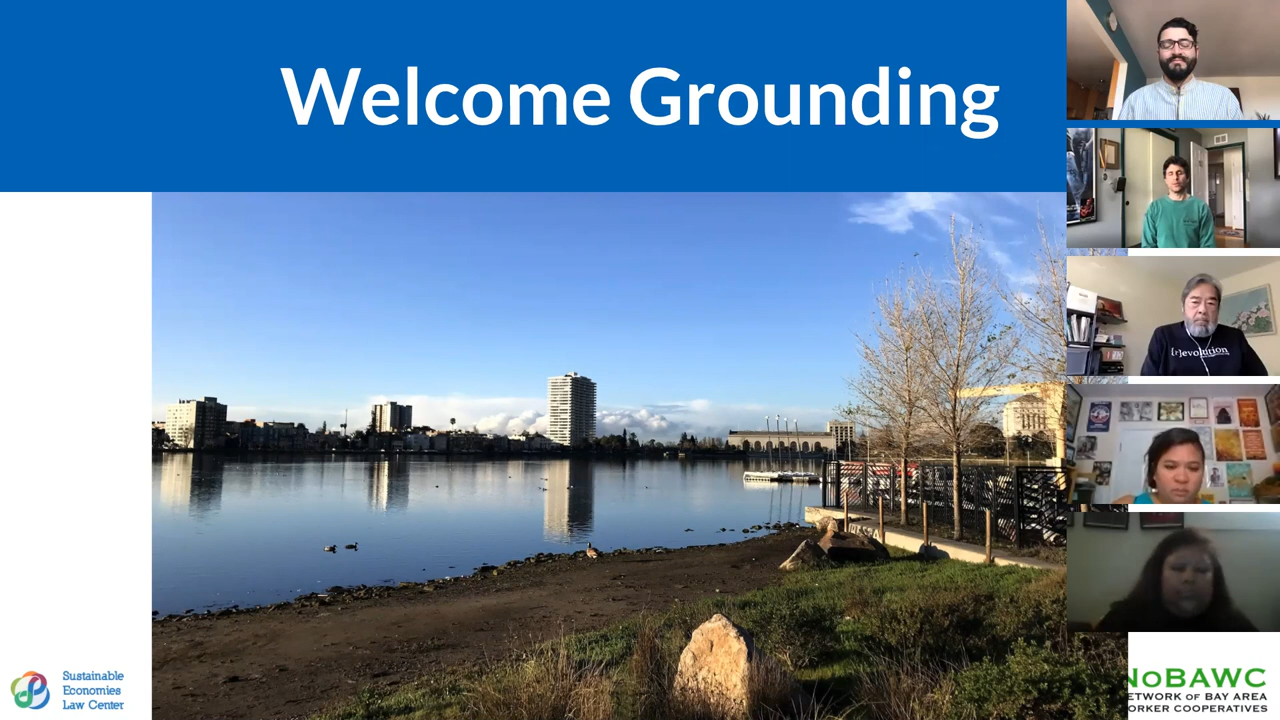 Welcome Grounding
[r]evolution
Sustainable
Economies
Law Center
NoBAWC
ETWORK OF BAY AREA
ORKER COOPERATIVES